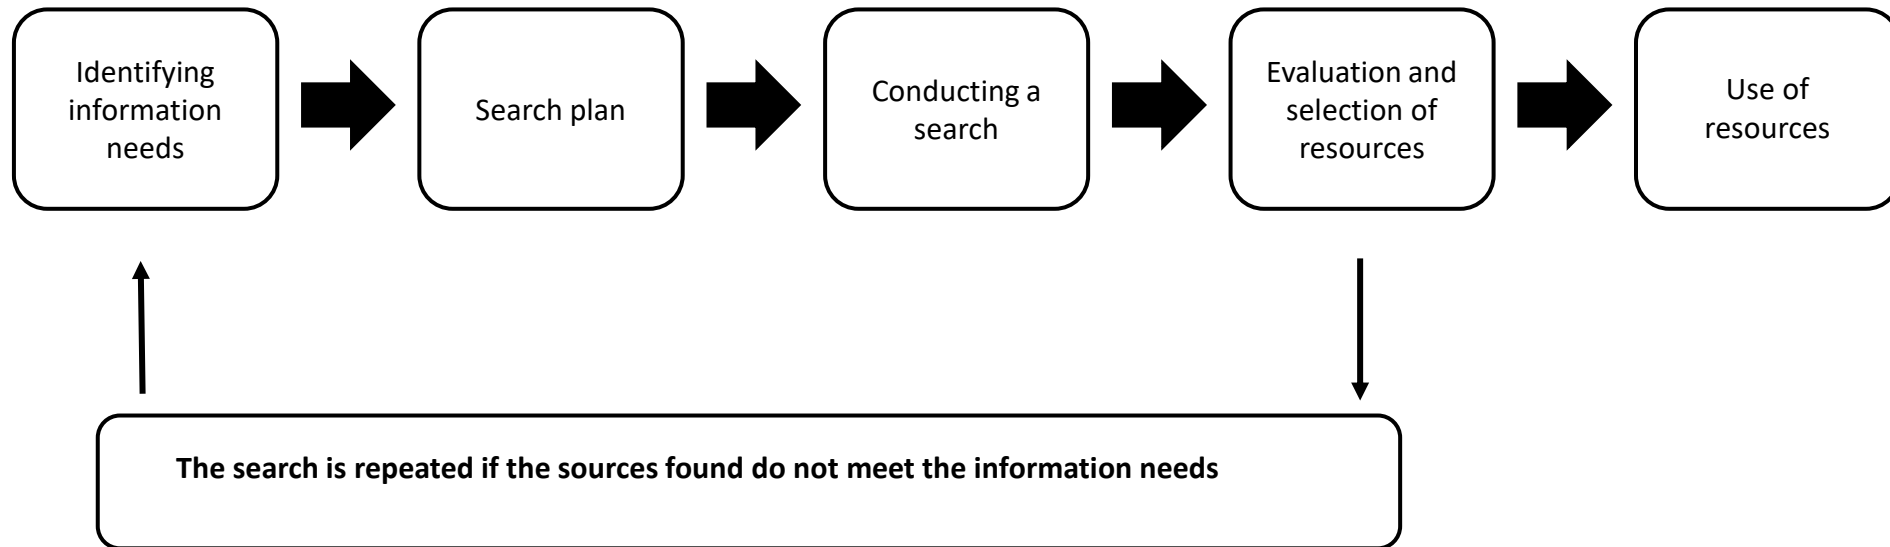 Identifying
information
needs
Search plan
Conducting a
search
Evaluation and
selection of
resources
Use of
resources
The search is repeated if the sources found do not meet the information needs